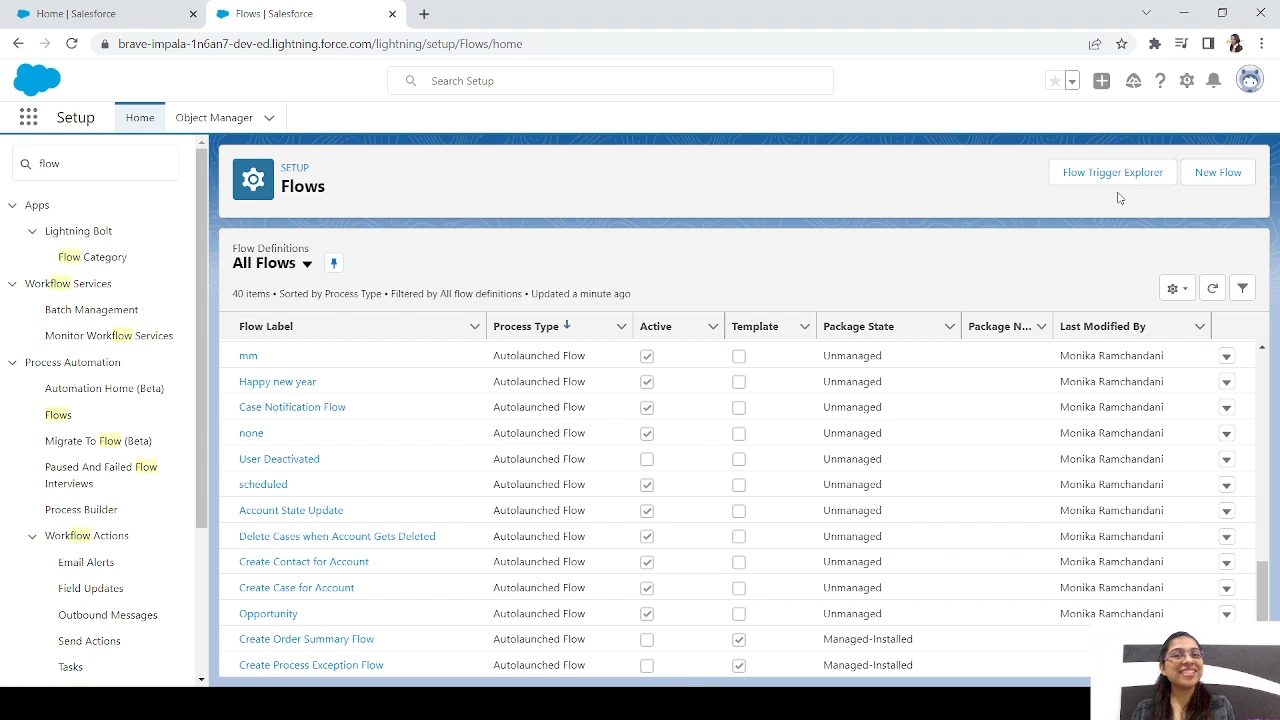 Home | Salesforce
Flows | Salesforce
brave-impala-1n6an7-dev-ed.lightning.force.com/lightning/setup/Flows/home
Search Setup
Setup
Home
Object Manager
flow
Apps
Lightning Bolt
Flow Category
Workflow Services
Batch Management
Monitor Workflow Services
Process Automation
Automation Home (Beta)
Flows
Migrate To Flow (Beta)
Paused And Failed Flow
Interviews
Process Builder
Workflow Actions
Email Alerts
Field Updates
Outbound Messages
Send Actions
Tasks
SETUP
Flows
Flow Trigger Explorer
New Flow
Flow Definitions
All Flows
40 items • Sorted by Process Type • Filtered by All flow definitions • Updated a minute ago
Flow Label Process Type Active Template Package State Package N... Last Modified By
mm Autolaunched Flow Unmanaged Monika Ramchandani
Happy new year Autolaunched Flow Unmanaged Monika Ramchandani
Case Notification Flow Autolaunched Flow Unmanaged Monika Ramchandani
none Autolaunched Flow Unmanaged Monika Ramchandani
User Deactivated Autolaunched Flow Unmanaged Monika Ramchandani
scheduled Autolaunched Flow Unmanaged Monika Ramchandani
Account State Update Autolaunched Flow Unmanaged Monika Ramchandani
Delete Cases when Account Gets Deleted Autolaunched Flow Unmanaged Monika Ramchandani
Create Contact for Account Autolaunched Flow Unmanaged Monika Ramchandani
Create Case for Account Autolaunched Flow Unmanaged Monika Ramchandani
Opportunity Autolaunched Flow Unmanaged Monika Ramchandani
Create Order Summary Flow Autolaunched Flow Managed-Installed
Create Process Exception Flow Autolaunched Flow Managed-Installed